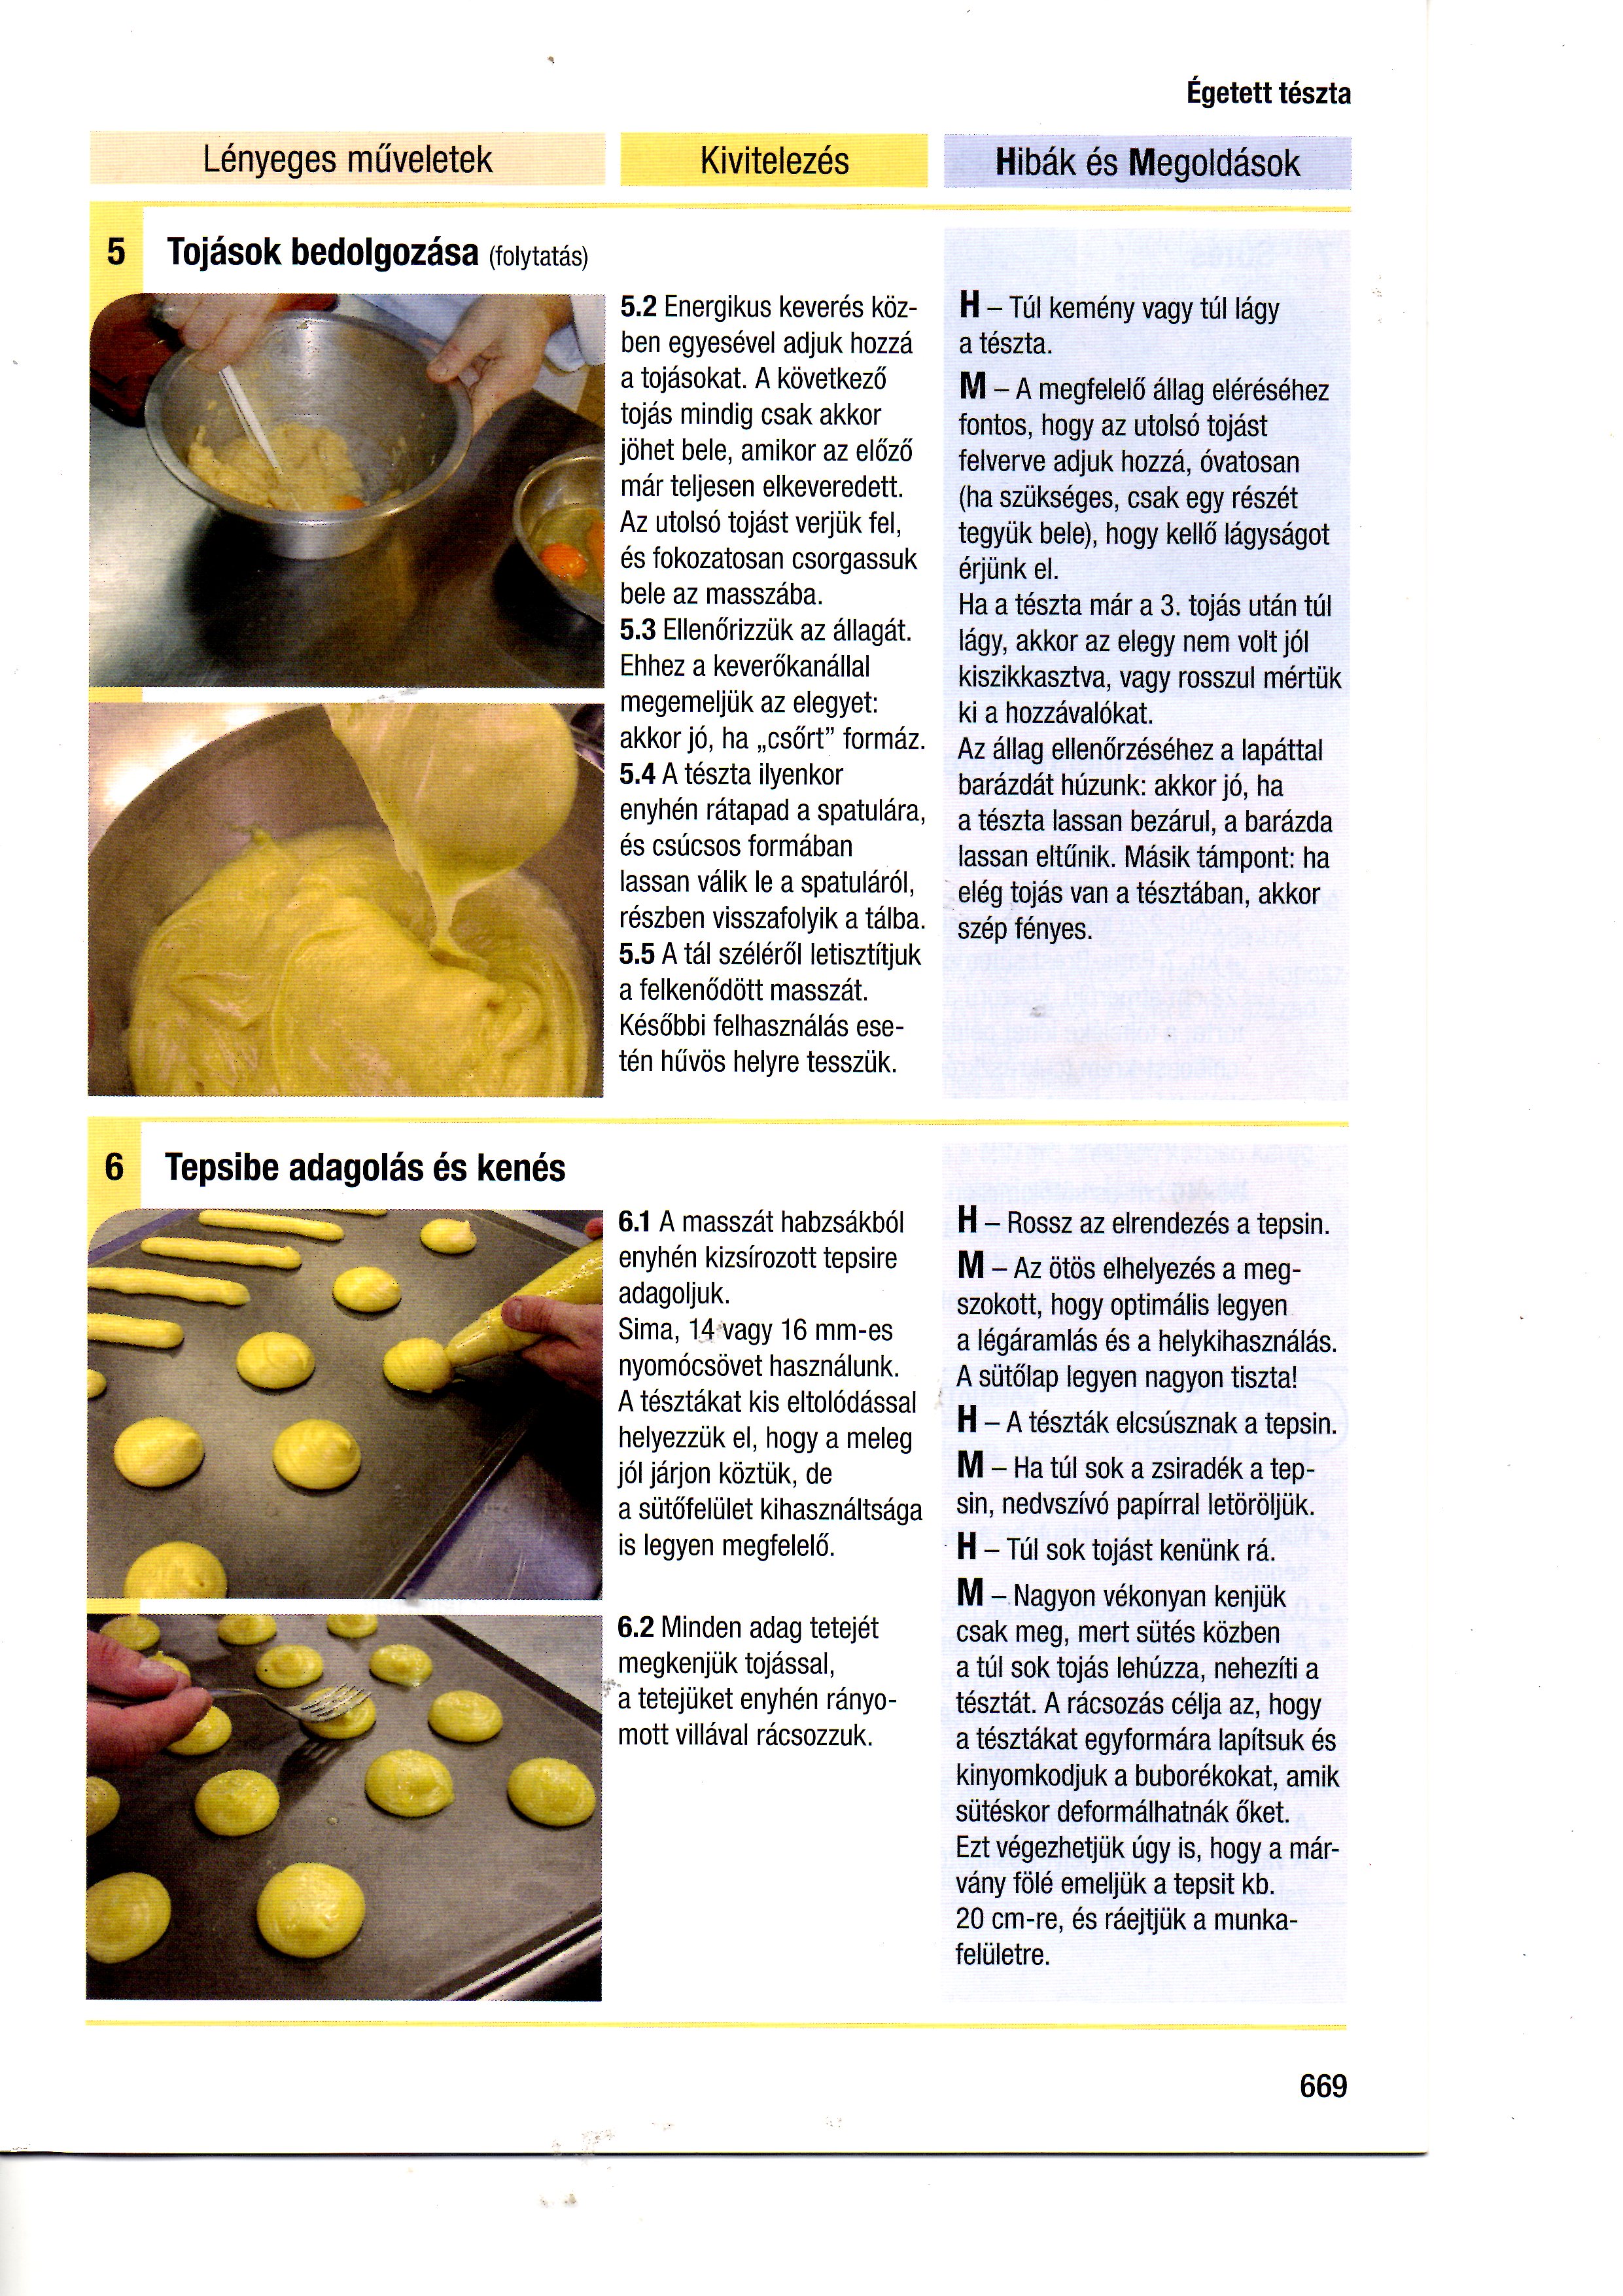 Égetett tészta
Lényeges műveletek
Kivitelezés
Hibák és Megoldások
5 Tojások bedolgozása (folytatás)
5.2 Energikus keverés köz-
ben egyesével adjuk hozzá
a tojásokat. A következő
tojás mindig csak akkor
jöhet bele, amikor az előző
már teljesen elkeveredett.
Az utolsó tojást verjük fel,
és fokozatosan csorgassuk
bele az masszába.
5.3 Ellenőrizzük az állagát.
Ehhez a keverőkanállal
megemeljük az elegyet:
akkor jó, ha „csőrt” formáz.
5.4 A tészta ilyenkor
enyhén rátapad a spatulára,
és csúcsos formában
lassan válik le a spatuláról,
részben visszafolyik a tálba.
5.5 A tál széléről letisztítjuk
a felkenődött masszát.
Későbbi felhasználás ese-
tén hűvös helyre tesszük.
H – Túl kemény vagy túl lágy
a tészta.
M – A megfelelő állag eléréséhez
fontos, hogy az utolsó tojást
felverve adjuk hozzá, óvatosan
(ha szükséges, csak egy részét
tegyük bele), hogy kellő lágyságot
érjünk el.
Ha a tészta már a 3. tojás után túl
lágy, akkor az elegy nem volt jól
kiszikkasztva, vagy rosszul mértük
ki a hozzávalókat.
Az állag ellenőrzéséhez a lapáttal
barázdát húzunk: akkor jó, ha
a tészta lassan bezárul, a barázda
lassan eltűnik. Másik támpont: ha
elég tojás van a tésztában, akkor
szép fényes.
6 Tepsibe adagolás és kenés
6.1 A masszát habzsákból
enyhén kizsírozott tepsire
adagoljuk.
Sima, 14 vagy 16 mm-es
nyomócsövet használunk.
A tésztákat kis eltolódással
helyezzük el, hogy a meleg
jól járjon köztük, de
a sütőfelület kihasználtsága
is legyen megfelelő.
6.2 Minden adag tetejét
megkenjük tojással,
a tetejüket enyhén rányo-
mott villával rácsozzuk.
H – Rossz az elrendezés a tepsin.
M – Az ötös elhelyezés a meg-
szokott, hogy optimális legyen
a légáramlás és a helykihasználás.
A sütőlap legyen nagyon tiszta!
H – A tészták elcsúsznak a tepsin.
M – Ha túl sok a zsiradék a tep-
sin, nedvszívó papírral letöröljük.
H – Túl sok tojást kenünk rá.
M – Nagyon vékonyan kenjük
csak meg, mert sütés közben
a túl sok tojás lehúzza, nehezíti a
tésztát. A rácsozás célja az, hogy
a tésztákat egyformára lapítsuk és
kinyomkodjuk a buborékokat, amik
sütéskor deformálhatnák őket.
Ezt végezhetjük úgy is, hogy a már-
vány fölé emeljük a tepsit kb.
20 cm-re, és ráejtjük a munka-
felületre.
669